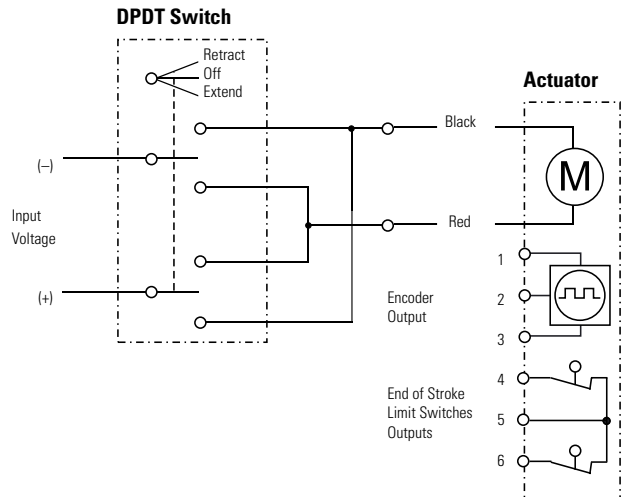 DPDT Switch
Retract
Off
Extend
Actuator
Black
(–)
M
Input
Voltage
Red
1
(+)
Encoder
Output
2
3
4
End of Stroke
Limit Switches
Outputs
5
6